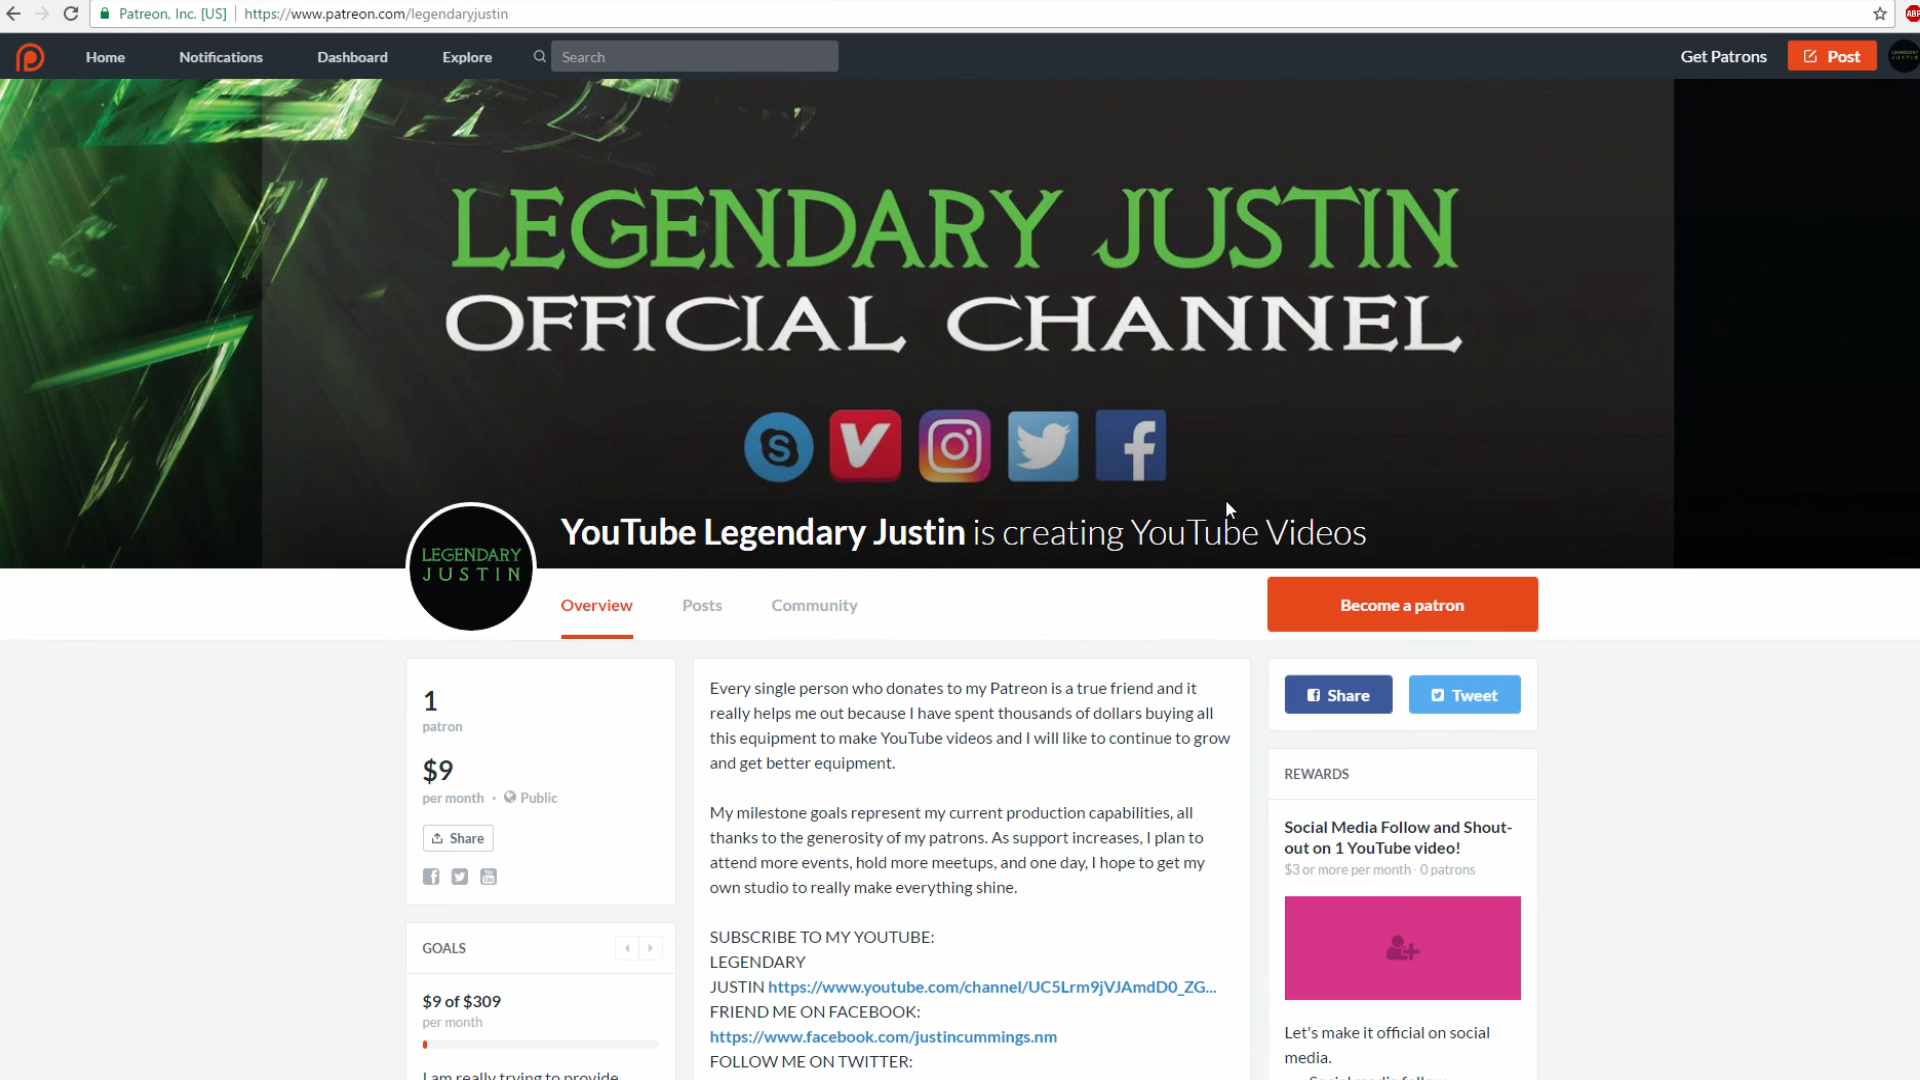 Patreon, Inc. [US] https://www.patreon.com/legendaryjustin
ABP
Home Notifications Dashboard Explore Search Get Patrons Post
LEGENDARY JUSTIN
OFFICIAL CHANNEL
YouTube Legendary Justin is creating YouTube Videos
LEGENDARY
JUSTIN
Overview Posts Community Become a patron
1
patron
$9
per month · Public
Share
GOALS
$9 of $309
per month
I am really trying to provide
Every single person who donates to my Patreon is a true friend and it
really helps me out because I have spent thousands of dollars buying all
this equipment to make YouTube videos and I will like to continue to grow
and get better equipment.
My milestone goals represent my current production capabilities, all
thanks to the generosity of my patrons. As support increases, I plan to
attend more events, hold more meetups, and one day, I hope to get my
own studio to really make everything shine.
SUBSCRIBE TO MY YOUTUBE:
LEGENDARY
JUSTIN https://www.youtube.com/channel/UC5Lrm9jVJAmdD0_ZG...
FRIEND ME ON FACEBOOK:
https://www.facebook.com/justincummings.nm
FOLLOW ME ON TWITTER:
Share Tweet
REWARDS
Social Media Follow and Shout-
out on 1 YouTube video!
$3 or more per month · 0 patrons
Let's make it official on social
media.
Social media follow